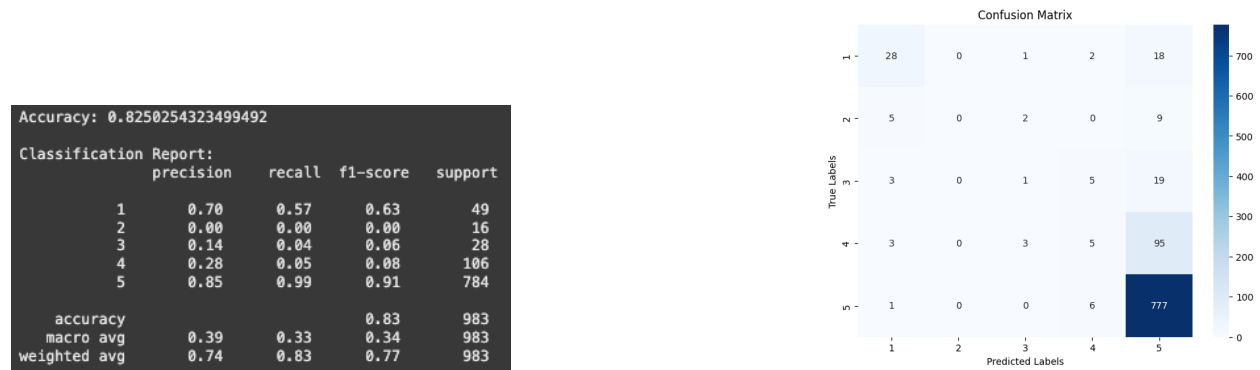 Accuracy: 0.8250254323499492
Classification Report:
precision recall f1-score support
1 0.70 0.57 0.63 49
2 0.00 0.00 0.00 16
3 0.14 0.04 0.06 28
4 0.28 0.05 0.08 106
5 0.85 0.99 0.91 784
accuracy 0.83 983
macro avg 0.39 0.33 0.34 983
weighted avg 0.74 0.83 0.77 983
Confusion Matrix
True Labels
1 28 0 1 2 18
2 5 0 2 0 9
3 3 0 1 5 19
4 3 0 3 5 95
5 1 0 0 6 777
1 2 3 4 5
Predicted Labels
700
600
500
400
300
200
100
0